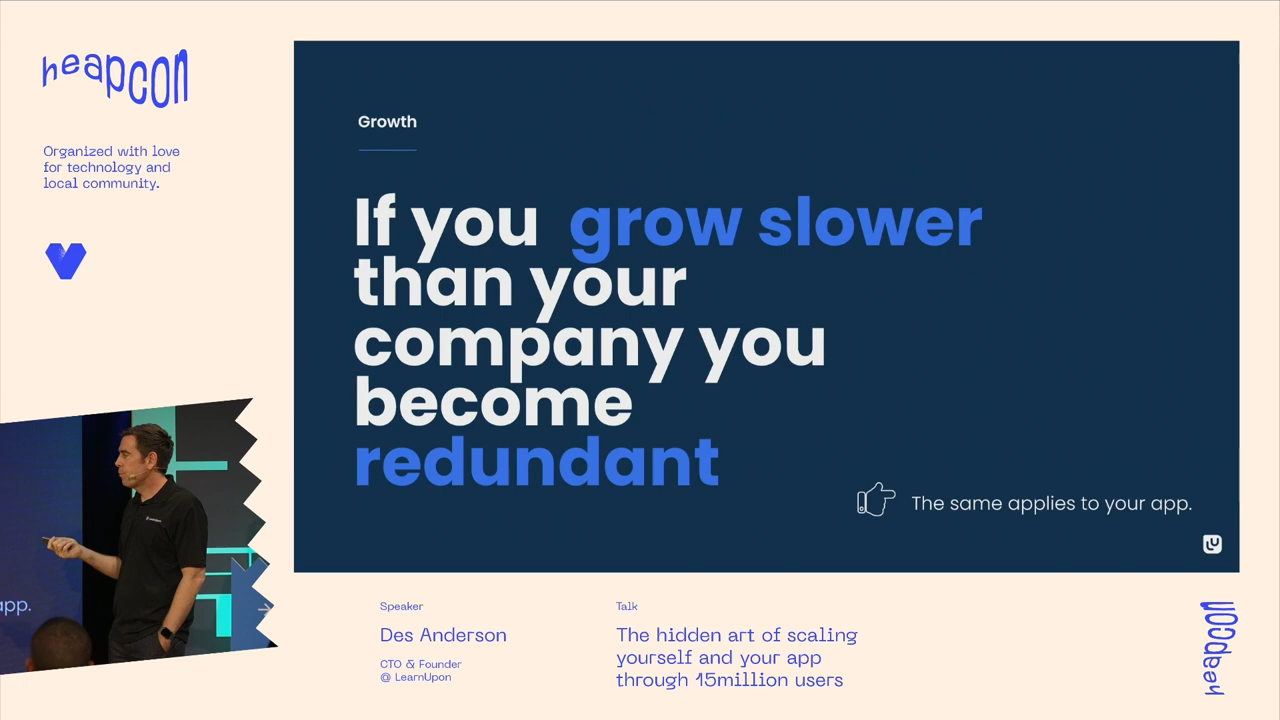 heapcon
Organized with love
for technology and
local community.
Growth
If you grow slower
than your
company you
become
redundant
The same applies to your app.
app.
Speaker
Des Anderson
CTO & Founder
@ LearnUpon
Talk
The hidden art of scaling
yourself and your app
through 15million users
heapcon